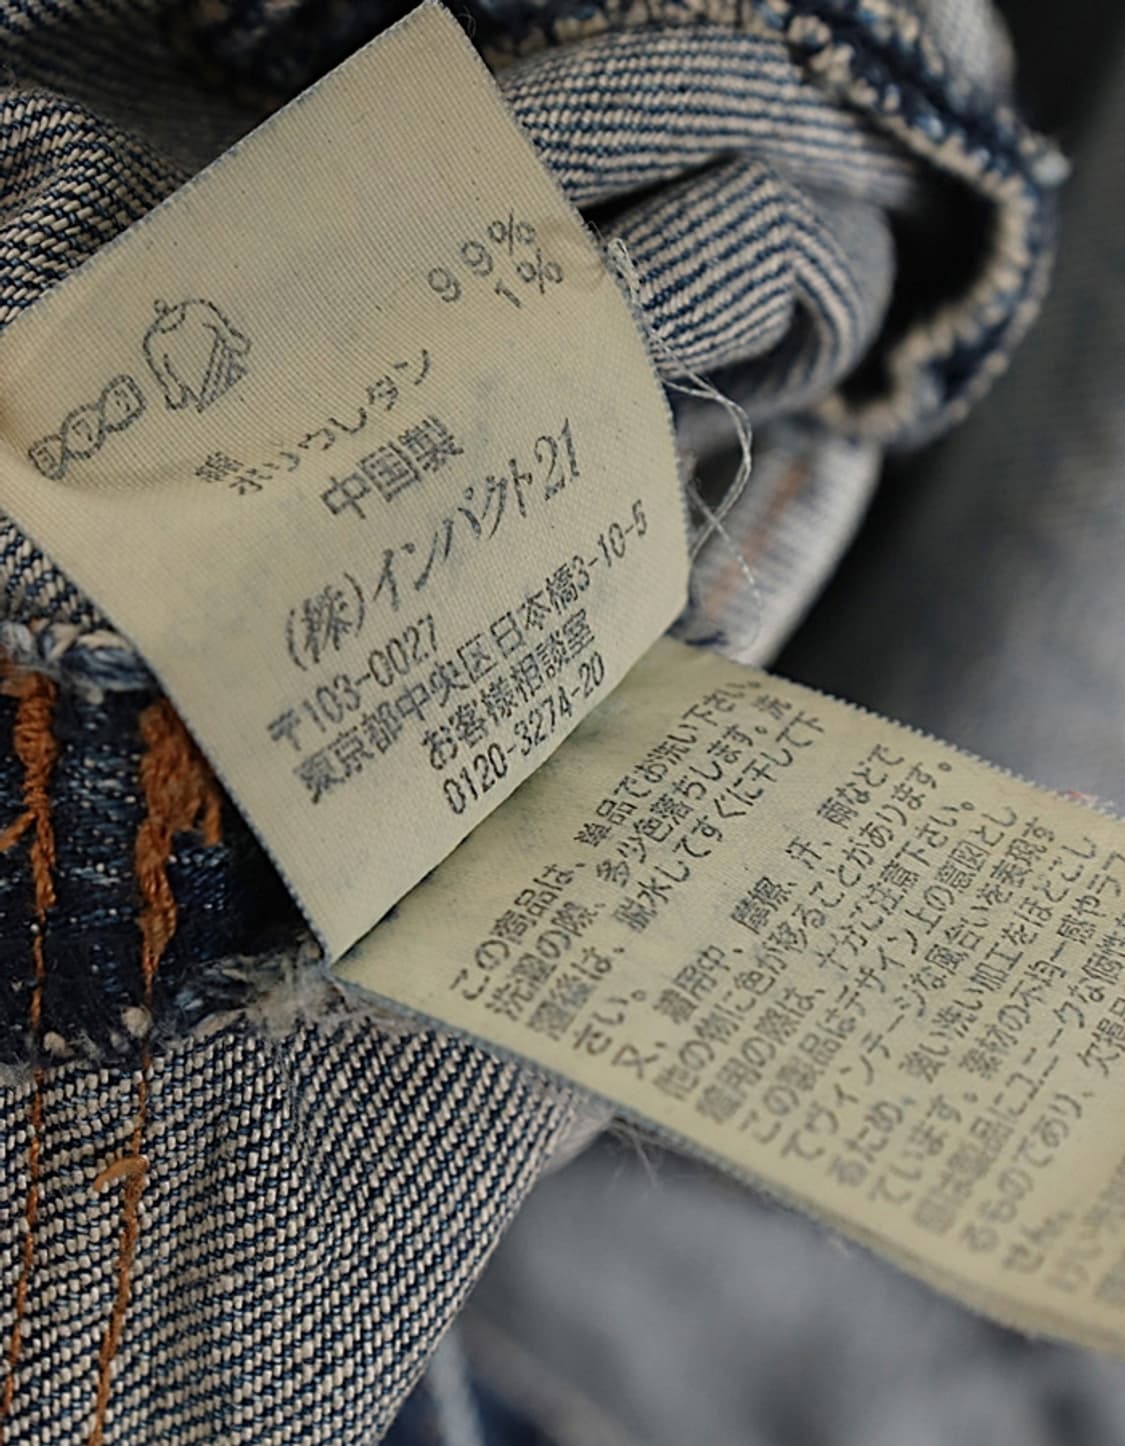 99%
1%
綿
ポリウレタン
中国製
(株)インパクト21
〒103-0027
東京都中央区日本橋3-10-5
お客様相談室
0120-3274-20
この商品は、単品でお洗い下さい。
洗濯の際、多少色落ちします。洗
濯後は、脱水してすぐに干して下
さい。
又、着用中、摩擦、汗、雨などで
他の物に色が移ることがあります。
着用の際は、十分ご注意下さい。
この製品はデザイン上の意図とし
てヴィンテージな風合いを表現す
るため、強い洗い加工をほどこし
ています。素材の不均一感やラフ
感は製品にユニークな個性
るものであり、欠損品
せん。